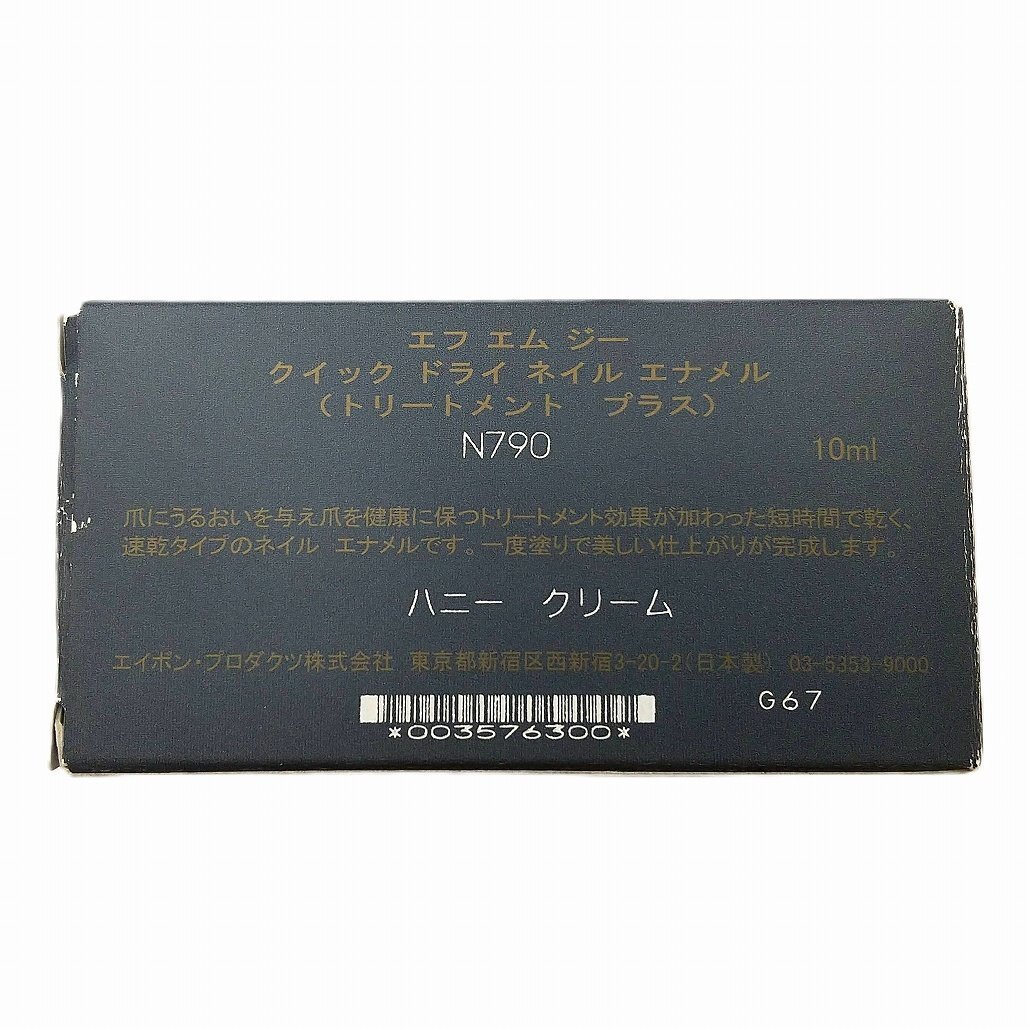 エフ エム ジー
クイック ドライ ネイル エナメル
（トリートメント　プラス）
N790
10ml
爪にうるおいを与え爪を健康に保つトリートメント効果が加わった短時間で乾く、
速乾タイプのネイル　エナメルです。一度塗りで美しい仕上がりが完成します。
ハニー　クリーム
エイボン・プロダクツ株式会社 東京都新宿区西新宿3-20-2（日本製） 03-5353-9000
G67
*003576300*